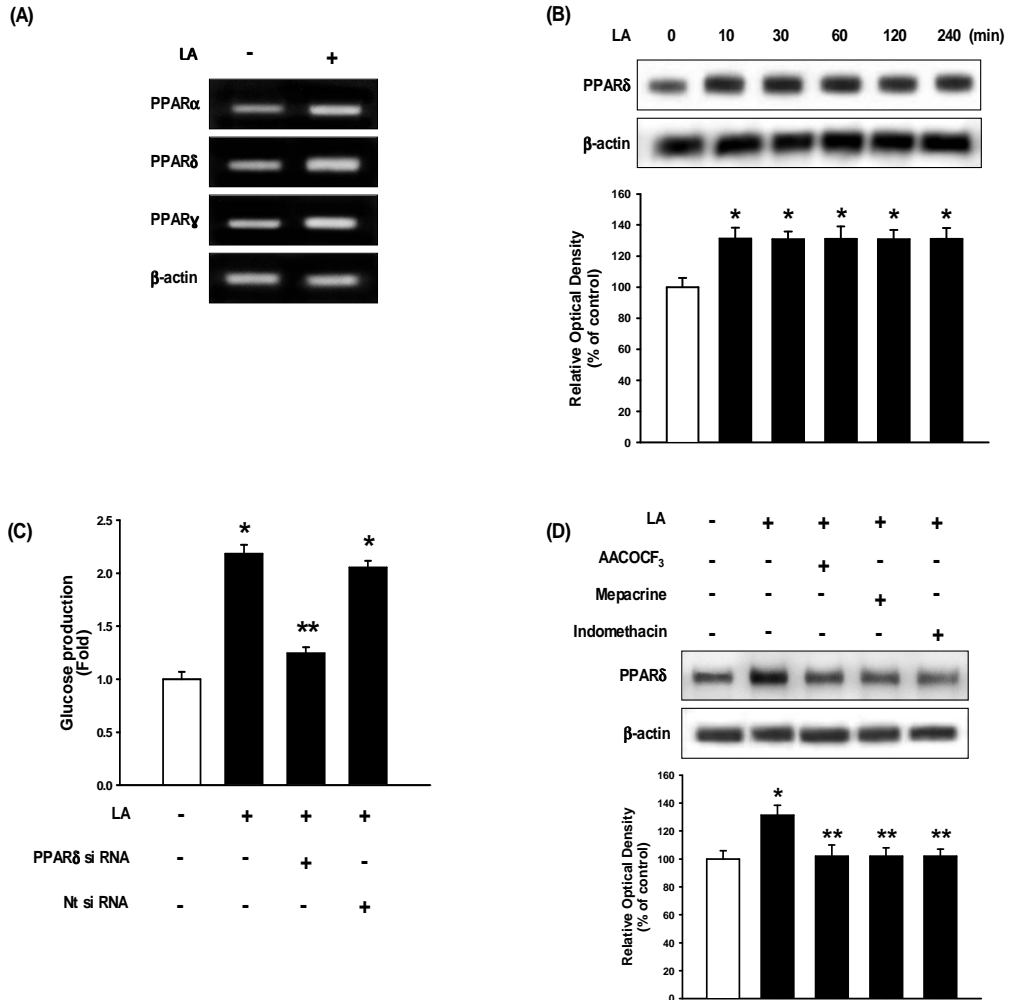 (A)
LA - +
PPARα
PPARδ
PPARɣ
β-actin
(B)
LA 0 10 30 60 120 240 (min)
PPARδ
β-actin
Relative Optical Density
(% of control)
160
140
120
100
80
60
40
20
0
* * * * *
(C)
Glucose production
(Fold)
2.5
2.0
1.5
1.0
0.5
0.0
* ** *
LA - + + +
PPARδ si RNA - - + -
Nt si RNA - - - +
(D)
LA - + + + +
AACOCF3 - - + - -
Mepacrine - - - + -
Indomethacin - - - - +
PPARδ
β-actin
Relative Optical Density
(% of control)
160
140
120
100
80
60
40
20
0
* ** ** **